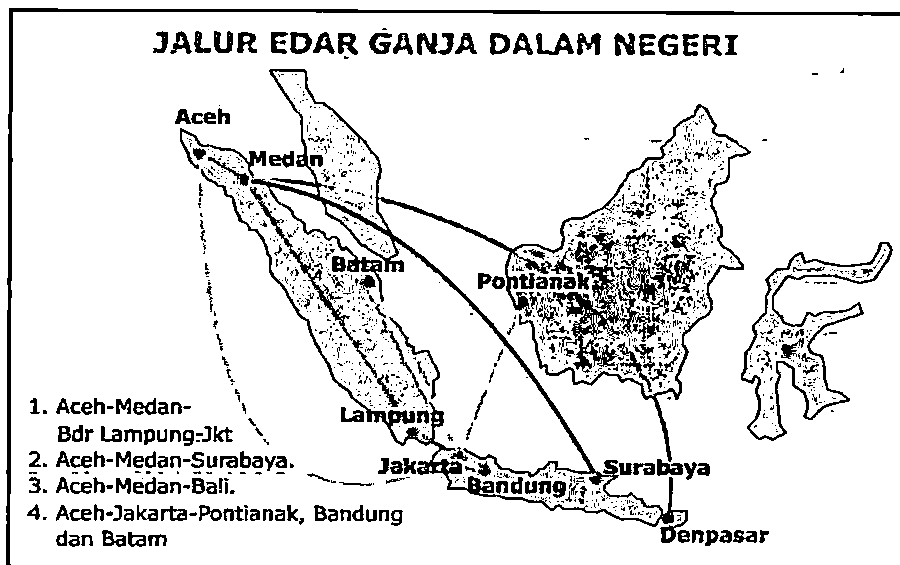 JALUR EDAR GANJA DALAM NEGERI
Aceh
Medan
Batam
Pontianak
Lampung
Jakarta
Bandung
Surabaya
Denpasar
1. Aceh-Medan-
Bdr Lampung-Jkt
2. Aceh-Medan-Surabaya.
3. Aceh-Medan-Bali.
4. Aceh-Jakarta-Pontianak, Bandung
dan Batam